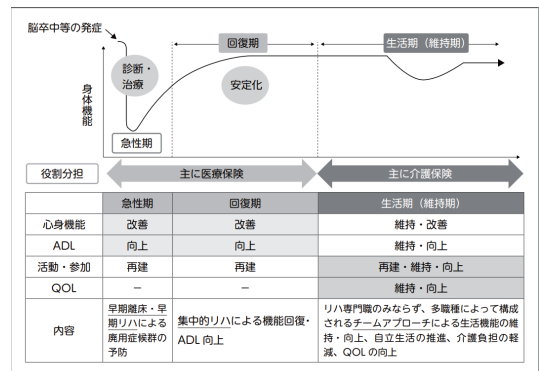 脳卒中等の発症
回復期
生活期（維持期）
診断・
治療
安定化
身体機能
急性期
役割分担
主に医療保険
主に介護保険
急性期
回復期
生活期（維持期）
心身機能
改善
改善
維持・改善
ADL
向上
向上
維持・向上
活動・参加
再建
再建
再建・維持・向上
QOL
－
－
維持・向上
内容
早期離床・早
期リハによる
廃用症候群の
予防
集中的リハによる機能回復・
ADL 向上
リハ専門職のみならず、多職種によって構成
されるチームアプローチによる生活機能の維
持・向上、自立生活の推進、介護負担の軽
減、QOL の向上